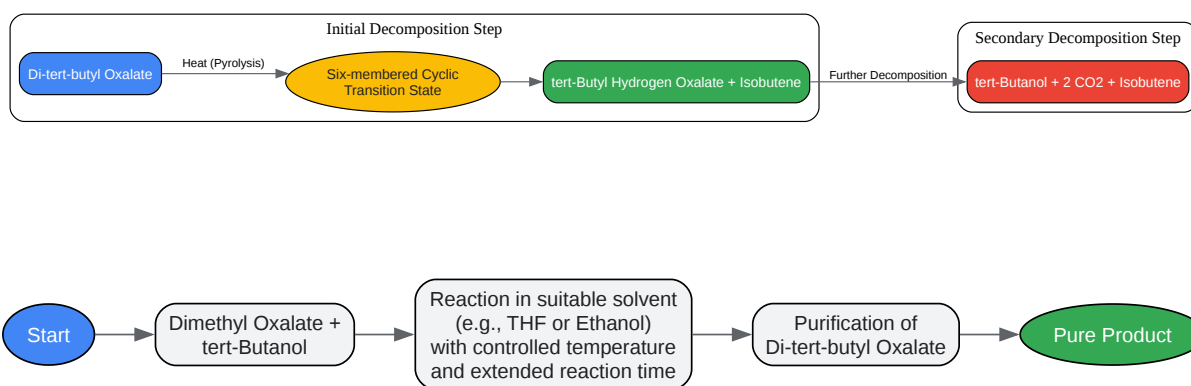 Initial Decomposition Step
Secondary Decomposition Step
Di-tert-butyl Oxalate
Heat (Pyrolysis)
Six-membered Cyclic
Transition State
tert-Butyl Hydrogen Oxalate + Isobutene
Further Decomposition
tert-Butanol + 2 CO2 + Isobutene
Start
Dimethyl Oxalate +
tert-Butanol
Reaction in suitable solvent
(e.g., THF or Ethanol)
with controlled temperature
and extended reaction time
Purification of
Di-tert-butyl Oxalate
Pure Product